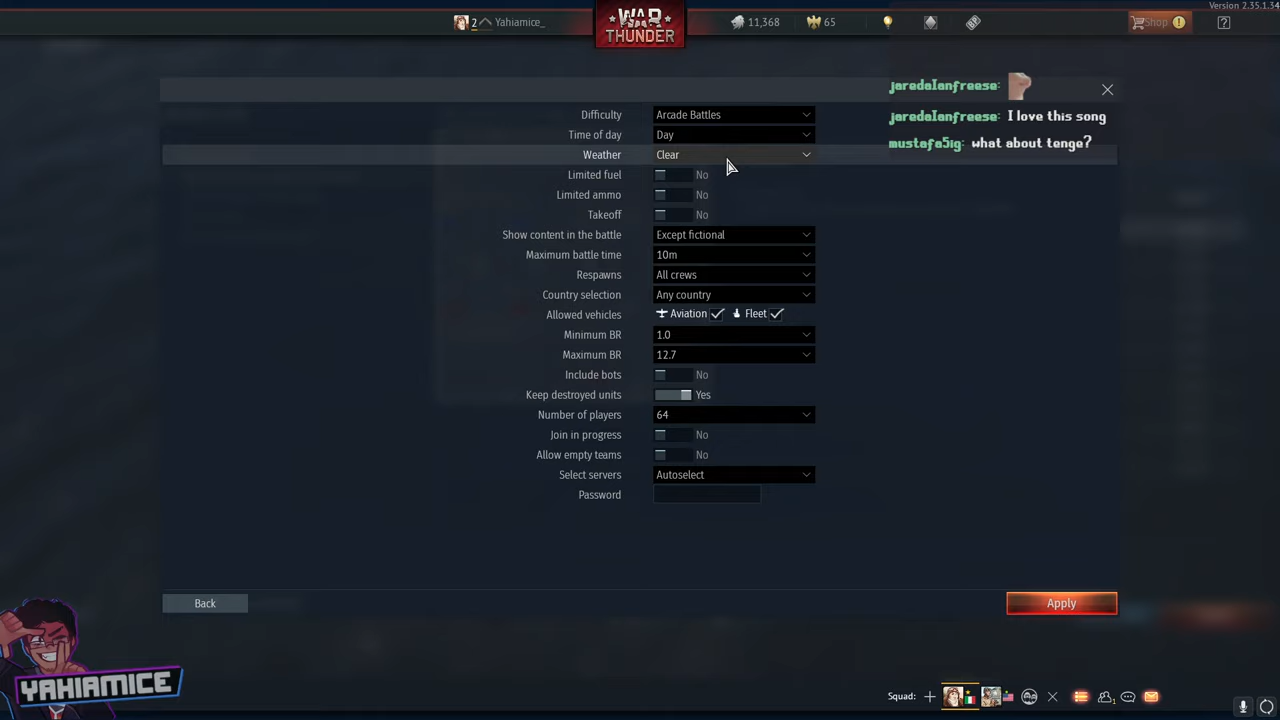 Version 2.35.1.34
2 Yahiamice_
WAR THUNDER
11,368
65
Shop
jaredalanfreese:
jaredalanfreese: I love this song
mustafa5ig: what about tenge?
Difficulty Arcade Battles
Time of day Day
Weather Clear
Limited fuel No
Limited ammo No
Takeoff No
Show content in the battle Except fictional
Maximum battle time 10m
Respawns All crews
Country selection Any country
Allowed vehicles Aviation Fleet
Minimum BR 1.0
Maximum BR 12.7
Include bots No
Keep destroyed units Yes
Number of players 64
Join in progress No
Allow empty teams No
Select servers Autoselect
Password
Back
Apply
YAHIAMICE
Squad:
1